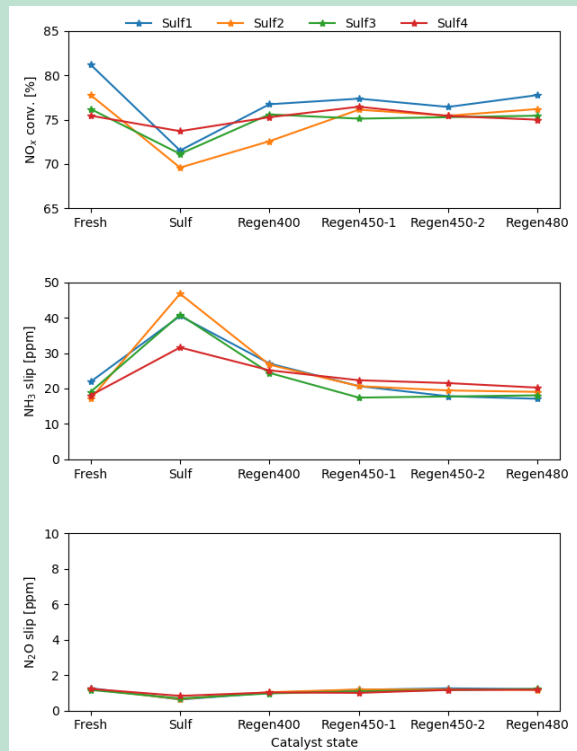 Sulf1 Sulf2 Sulf3 Sulf4
85
80
75
70
65
NOx conv. [%]
Fresh Sulf Regen400 Regen450-1 Regen450-2 Regen480
50
40
30
20
10
0
NH3 slip [ppm]
Fresh Sulf Regen400 Regen450-1 Regen450-2 Regen480
10
8
6
4
2
0
N2O slip [ppm]
Fresh Sulf Regen400 Regen450-1 Regen450-2 Regen480
Catalyst state